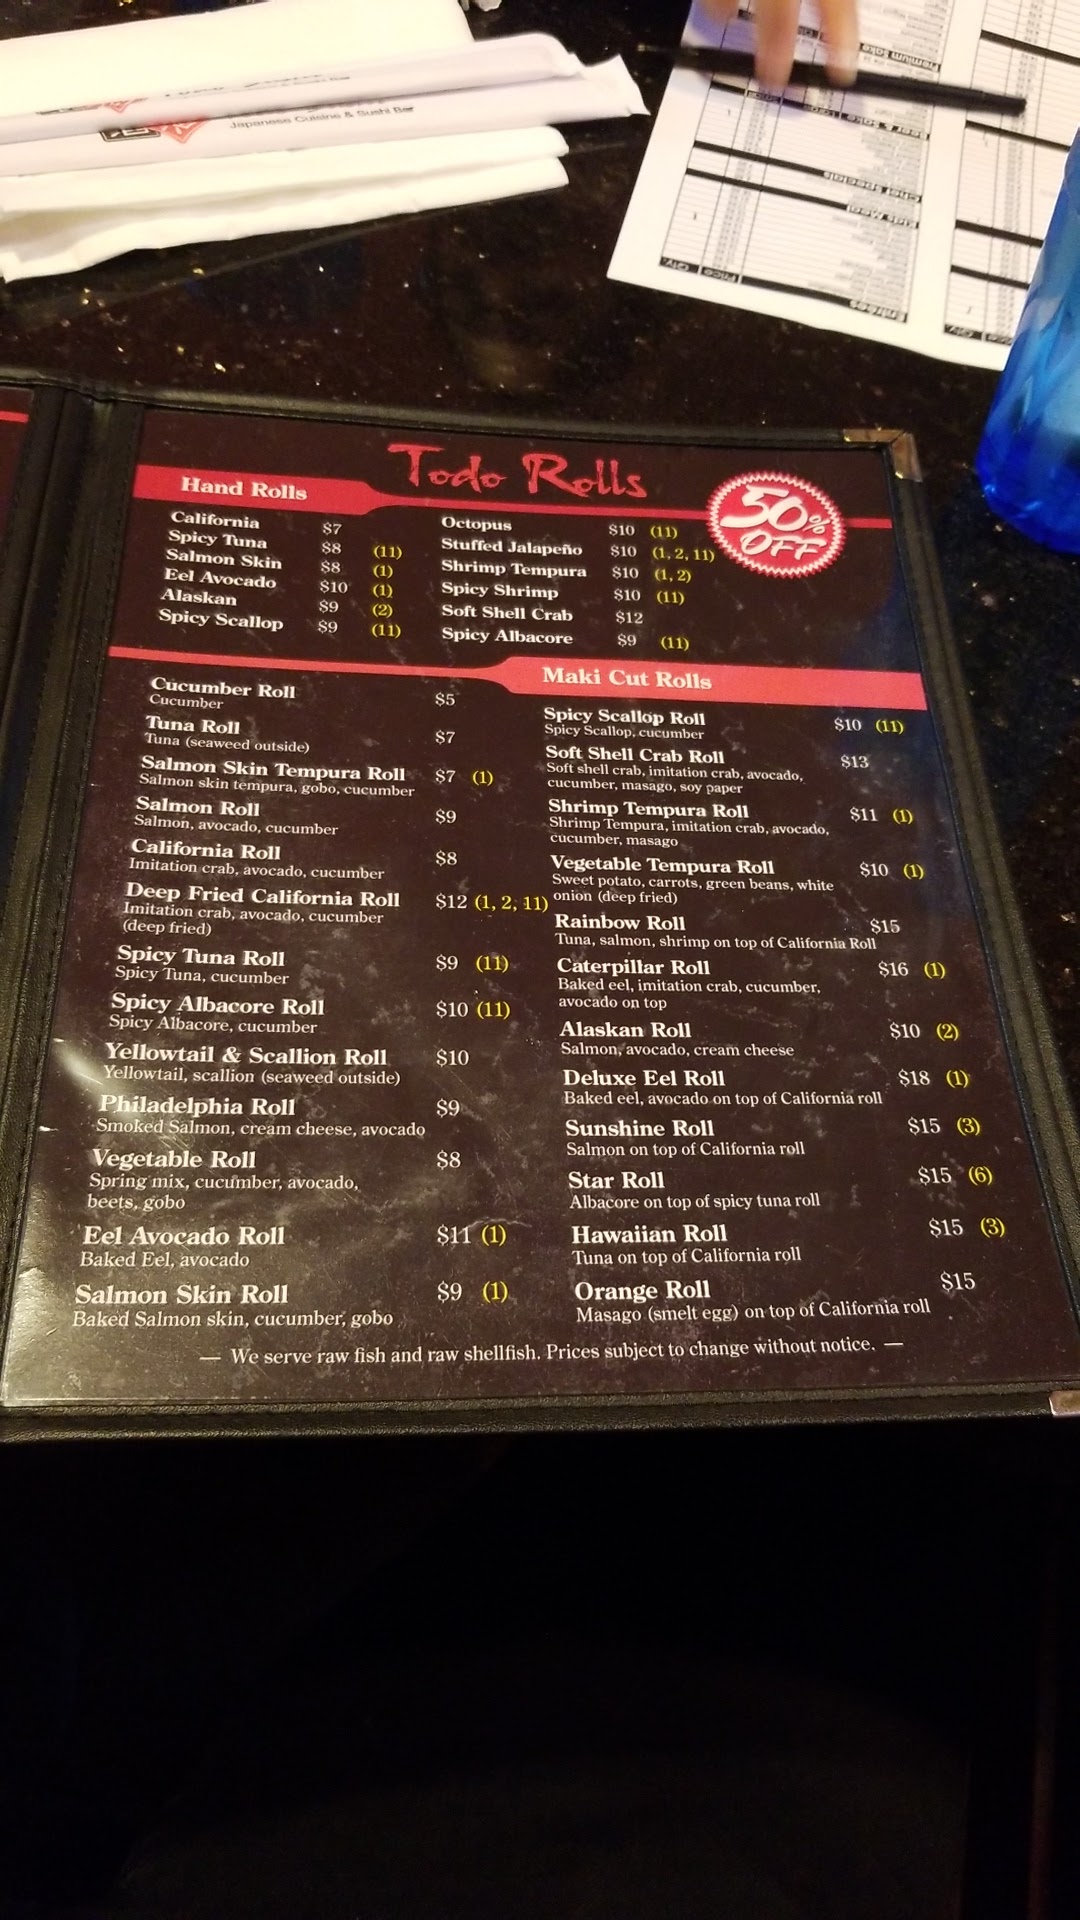 Japanese Cuisine & Sushi Bar
Premium Sake
Beer & Sake
Chef Specials
Kids Meal
Qty. Price Entrées
Todo Rolls
50% OFF
Hand Rolls
California $7
Spicy Tuna $8 (11)
Salmon Skin $8 (1)
Eel Avocado $10 (1)
Alaskan $9 (2)
Spicy Scallop $9 (11)
Octopus $10 (11)
Stuffed Jalapeño $10 (1, 2, 11)
Shrimp Tempura $10 (1, 2)
Spicy Shrimp $10 (11)
Soft Shell Crab $12
Spicy Albacore $9 (11)
Maki Cut Rolls
Cucumber Roll $5
Cucumber
Tuna Roll $7
Tuna (seaweed outside)
Salmon Skin Tempura Roll $7 (1)
Salmon skin tempura, gobo, cucumber
Salmon Roll $9
Salmon, avocado, cucumber
California Roll $8
Imitation crab, avocado, cucumber
Deep Fried California Roll $12 (1, 2, 11)
Imitation crab, avocado, cucumber
(deep fried)
Spicy Tuna Roll $9 (11)
Spicy Tuna, cucumber
Spicy Albacore Roll $10 (11)
Spicy Albacore, cucumber
Yellowtail & Scallion Roll $10
Yellowtail, scallion (seaweed outside)
Philadelphia Roll $9
Smoked Salmon, cream cheese, avocado
Vegetable Roll $8
Spring mix, cucumber, avocado,
beets, gobo
Eel Avocado Roll $11 (1)
Baked Eel, avocado
Salmon Skin Roll $9 (1)
Baked Salmon skin, cucumber, gobo
Spicy Scallop Roll $10 (11)
Spicy Scallop, cucumber
Soft Shell Crab Roll $13
Soft shell crab, imitation crab, avocado,
cucumber, masago, soy paper
Shrimp Tempura Roll $11 (1)
Shrimp Tempura, imitation crab, avocado,
cucumber, masago
Vegetable Tempura Roll $10 (1)
Sweet potato, carrots, green beans, white
onion (deep fried)
Rainbow Roll $15
Tuna, salmon, shrimp on top of California Roll
Caterpillar Roll $16 (1)
Baked eel, imitation crab, cucumber,
avocado on top
Alaskan Roll $10 (2)
Salmon, avocado, cream cheese
Deluxe Eel Roll $18 (1)
Baked eel, avocado on top of California roll
Sunshine Roll $15 (3)
Salmon on top of California roll
Star Roll $15 (6)
Albacore on top of spicy tuna roll
Hawaiian Roll $15 (3)
Tuna on top of California roll
Orange Roll $15
Masago (smelt egg) on top of California roll
— We serve raw fish and raw shellfish. Prices subject to change without notice. —